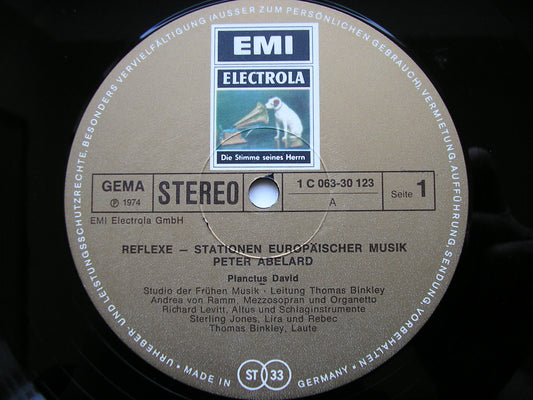 EMI
ELECTROLA
Die Stimme seines Herrn
GEMA
Ⓟ 1974
STEREO
1 C 063-30 123
A
Seite 1
EMI Electrola GmbH
REFLEXE — STATIONEN EUROPÄISCHER MUSIK
PETER ABELARD
Planctus David
Studio der Frühen Musik · Leitung Thomas Binkley
Andrea von Ramm, Mezzosopran und Organetto
Richard Levitt, Altus und Schlaginstrumente
Sterling Jones, Lira und Rebec
Thomas Binkley, Laute
URHEBER- UND LEISTUNGSSCHUTZRECHTE, BESONDERS VERVIELFÄLTIGUNG (AUSSER ZUM PERSÖNLICHEN GEBRAUCH), VERMIETUNG, AUFFÜHRUNG, SENDUNG VORBEHALTEN
• MADE IN GERMANY •
ST 33